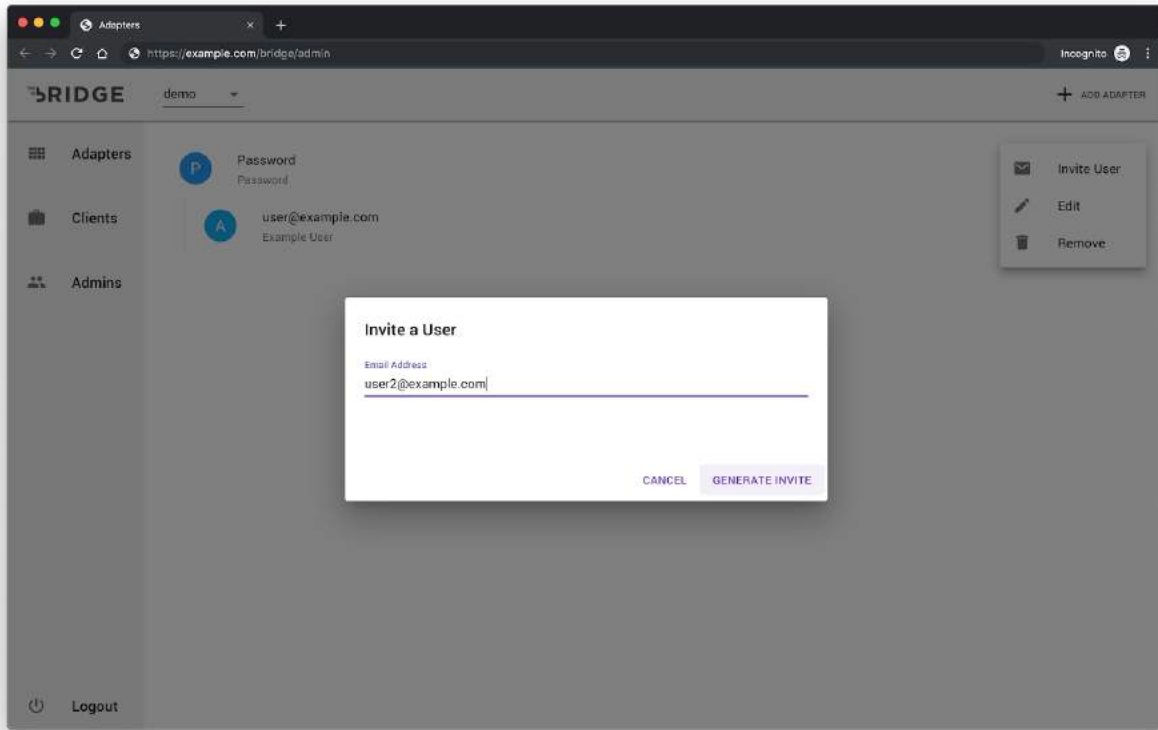 Adapters × +
https://example.com/bridge/admin Incognito
BRIDGE demo + ADD ADAPTER
Adapters
Clients
Admins
Logout
P Password
Password
A user@example.com
Example User
Invite User
Edit
Remove
Invite a User
Email Address
user2@example.com
CANCEL GENERATE INVITE